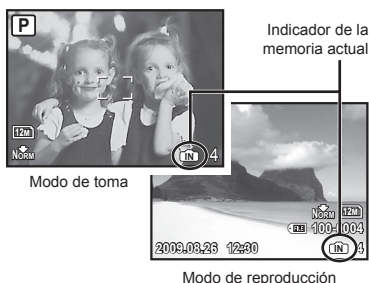 Indicador de la
memoria actual
P
12M
NORM
IN 4
Modo de toma
NORM 12M
FILE 100-0004
2009.08.26 12:30 IN 4
Modo de reproducción